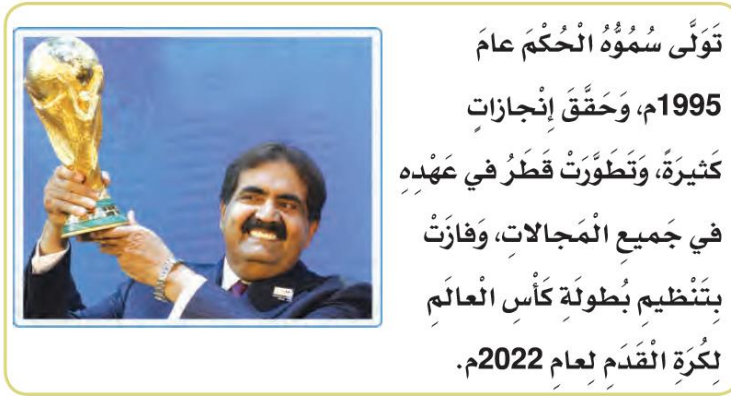 تَوَلَّى سُمُوُّهُ الْحُكْمَ عامَ
1995م، وَحَقَّقَ إِنْجازاتٍ
كَثيرَةً، وَتَطَوَّرَتْ قَطَرُ في عَهْدِهِ
في جَميعِ الْمَجالاتِ، وَفازَتْ
بِتَنْظيمِ بُطولَةِ كَأْسِ الْعالَمِ
لِكُرَةِ الْقَدَمِ لِعامِ 2022م.